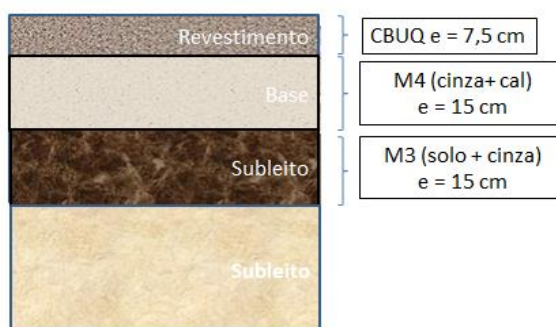 Revestimento
CBUQ e = 7,5 cm
Base
M4 (cinza+ cal)
e = 15 cm
Subleito
M3 (solo + cinza)
e = 15 cm
Subleito